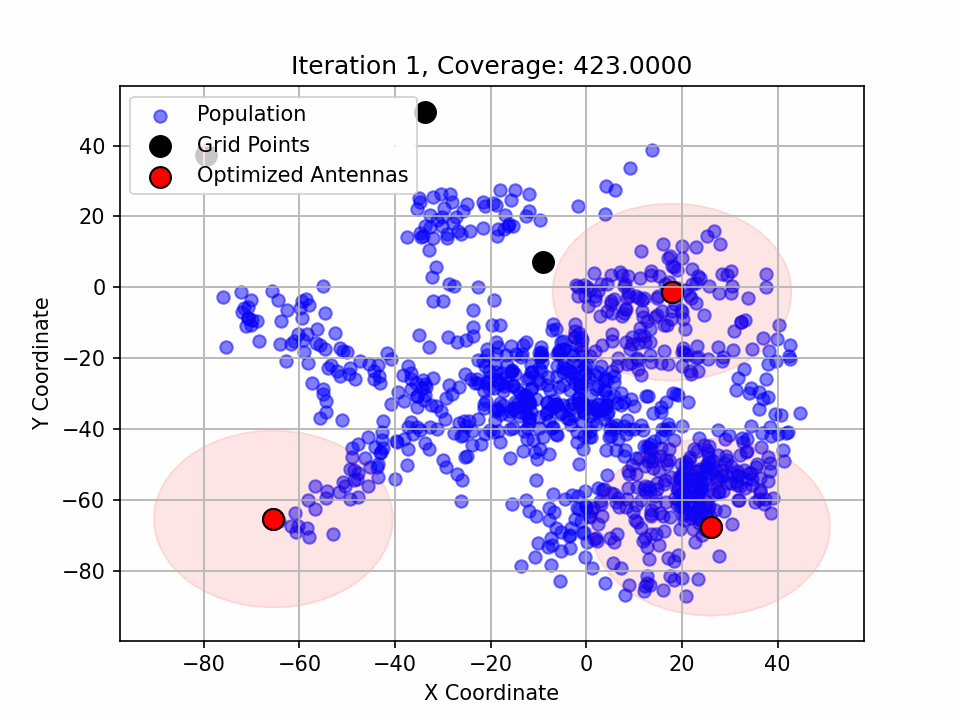 Iteration 1, Coverage: 423.0000
Population
Grid Points
Optimized Antennas
40
20
0
−20
−40
−60
−80
Y Coordinate
−80 −60 −40 −20 0 20 40
X Coordinate